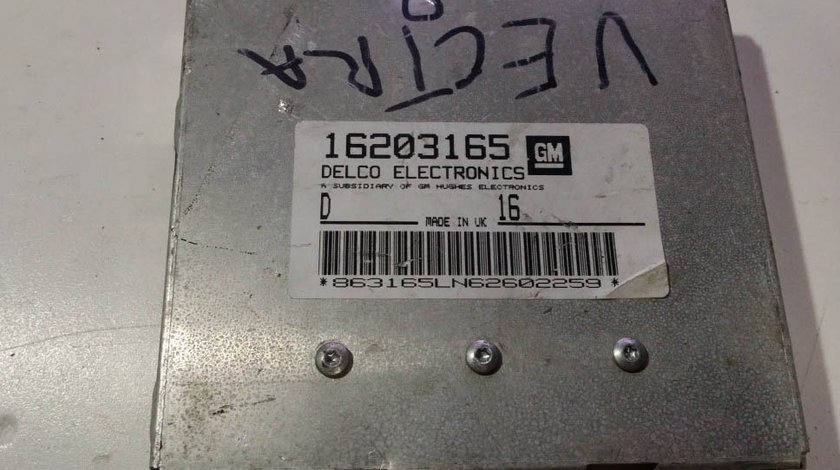 VECTRA
16203165 GM
DELCO ELECTRONICS
A SUBSIDIARY OF GM HUGHES ELECTRONICS
D 16
MADE IN UK
*863165LN62602259*